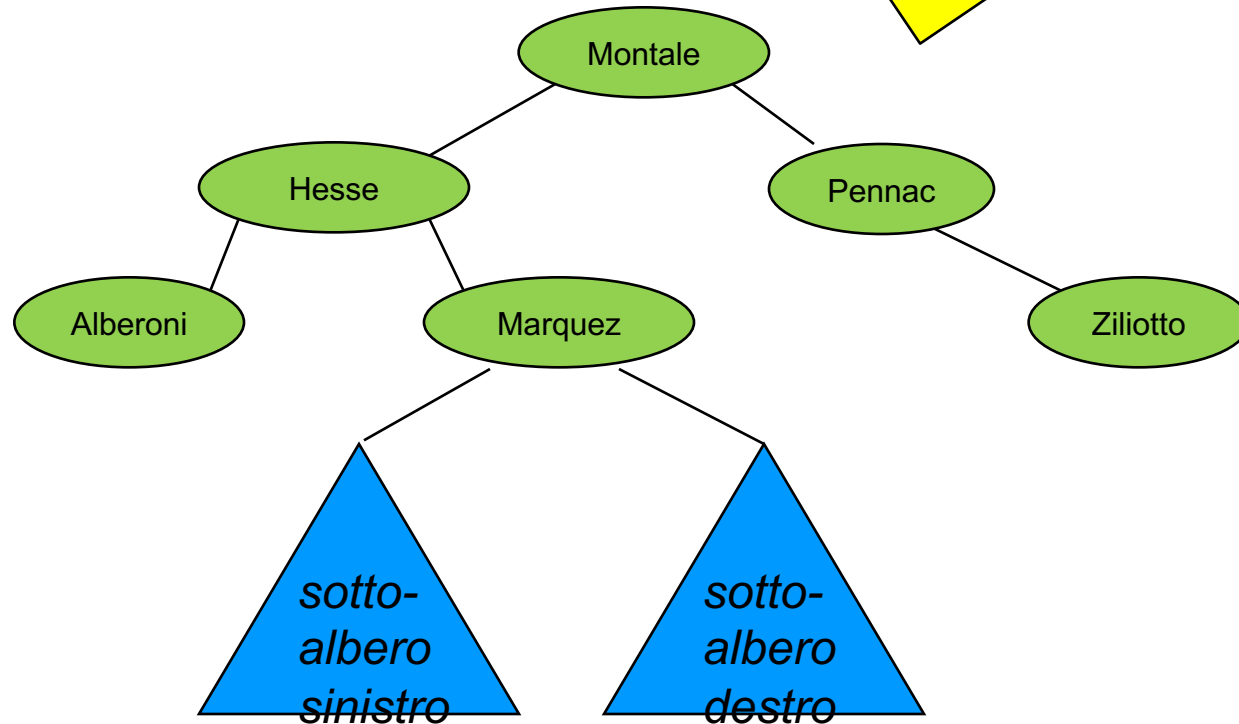 Montale
Hesse
Pennac
Alberoni
Marquez
Ziliotto
sotto-
albero
sinistro
sotto-
albero
destro